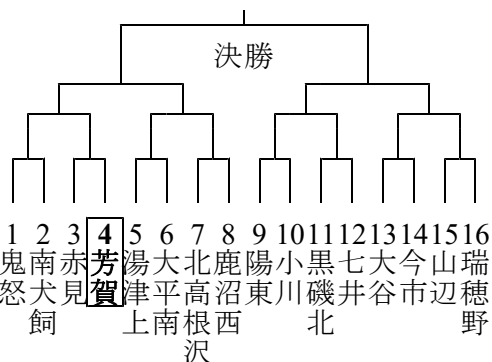 決勝
1 2 3 4 5 6 7 8 9 10 11 12 13 14 15 16
鬼怒
南犬飼
赤見
芳賀
湯津上
大平南
北高根沢
鹿沼西
陽東
小川
黒磯北
七井
大谷
今市
山辺
瑞穂野